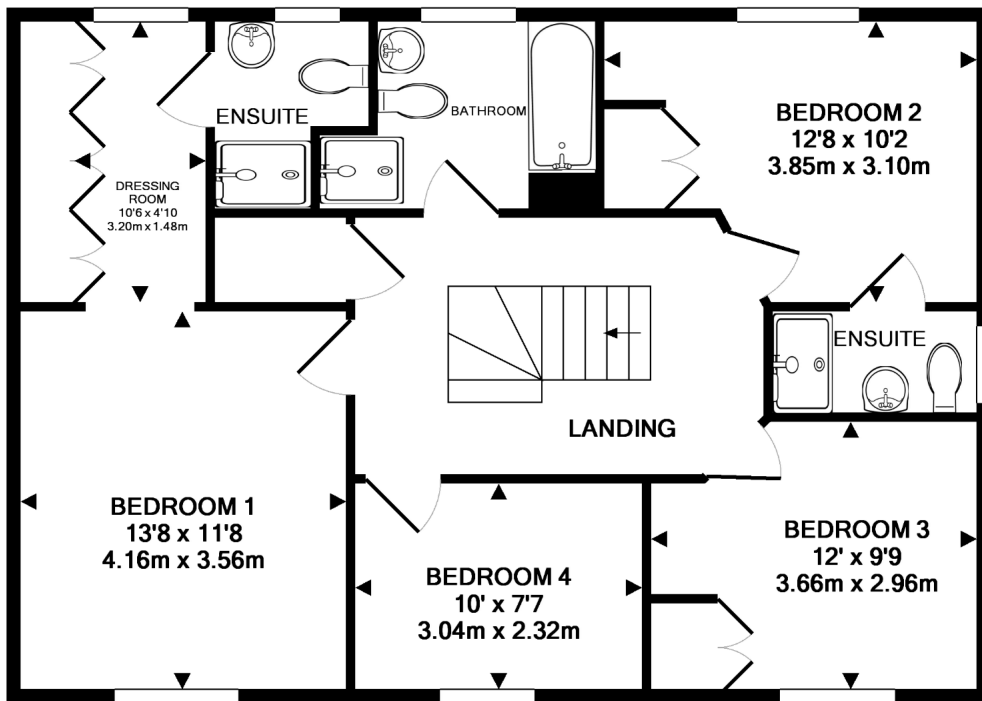 ENSUITE
BATHROOM
BEDROOM 2
12'8 x 10'2
3.85m x 3.10m
DRESSING
ROOM
10'6 x 4'10
3.20m x 1.48m
ENSUITE
LANDING
BEDROOM 1
13'8 x 11'8
4.16m x 3.56m
BEDROOM 4
10' x 7'7
3.04m x 2.32m
BEDROOM 3
12' x 9'9
3.66m x 2.96m